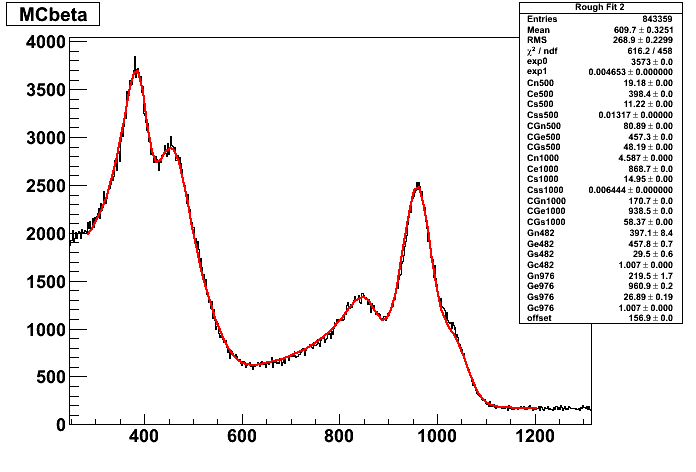 MCbeta
Rough Fit 2
Entries 843359
Mean 609.7 ± 0.3251
RMS 268.9 ± 0.2299
χ² / ndf 616.2 / 458
exp0 3573 ± 0.0
exp1 0.004653 ± 0.000000
Cn500 19.18 ± 0.00
Ce500 398.4 ± 0.0
Cs500 11.22 ± 0.00
Css500 0.01317 ± 0.00000
CGn500 80.89 ± 0.00
CGe500 457.3 ± 0.0
CGs500 48.19 ± 0.00
Cn1000 4.587 ± 0.000
Ce1000 868.7 ± 0.0
Cs1000 14.95 ± 0.00
Css1000 0.006444 ± 0.000000
CGn1000 170.7 ± 0.0
CGe1000 938.5 ± 0.0
CGs1000 58.37 ± 0.00
Gn482 397.1 ± 8.4
Ge482 457.8 ± 0.7
Gs482 29.5 ± 0.6
Gc482 1.007 ± 0.000
Gn976 219.5 ± 1.7
Ge976 960.9 ± 0.2
Gs976 26.89 ± 0.19
Gc976 1.007 ± 0.000
offset 156.9 ± 0.0
4000
3500
3000
2500
2000
1500
1000
500
0
400 600 800 1000 1200